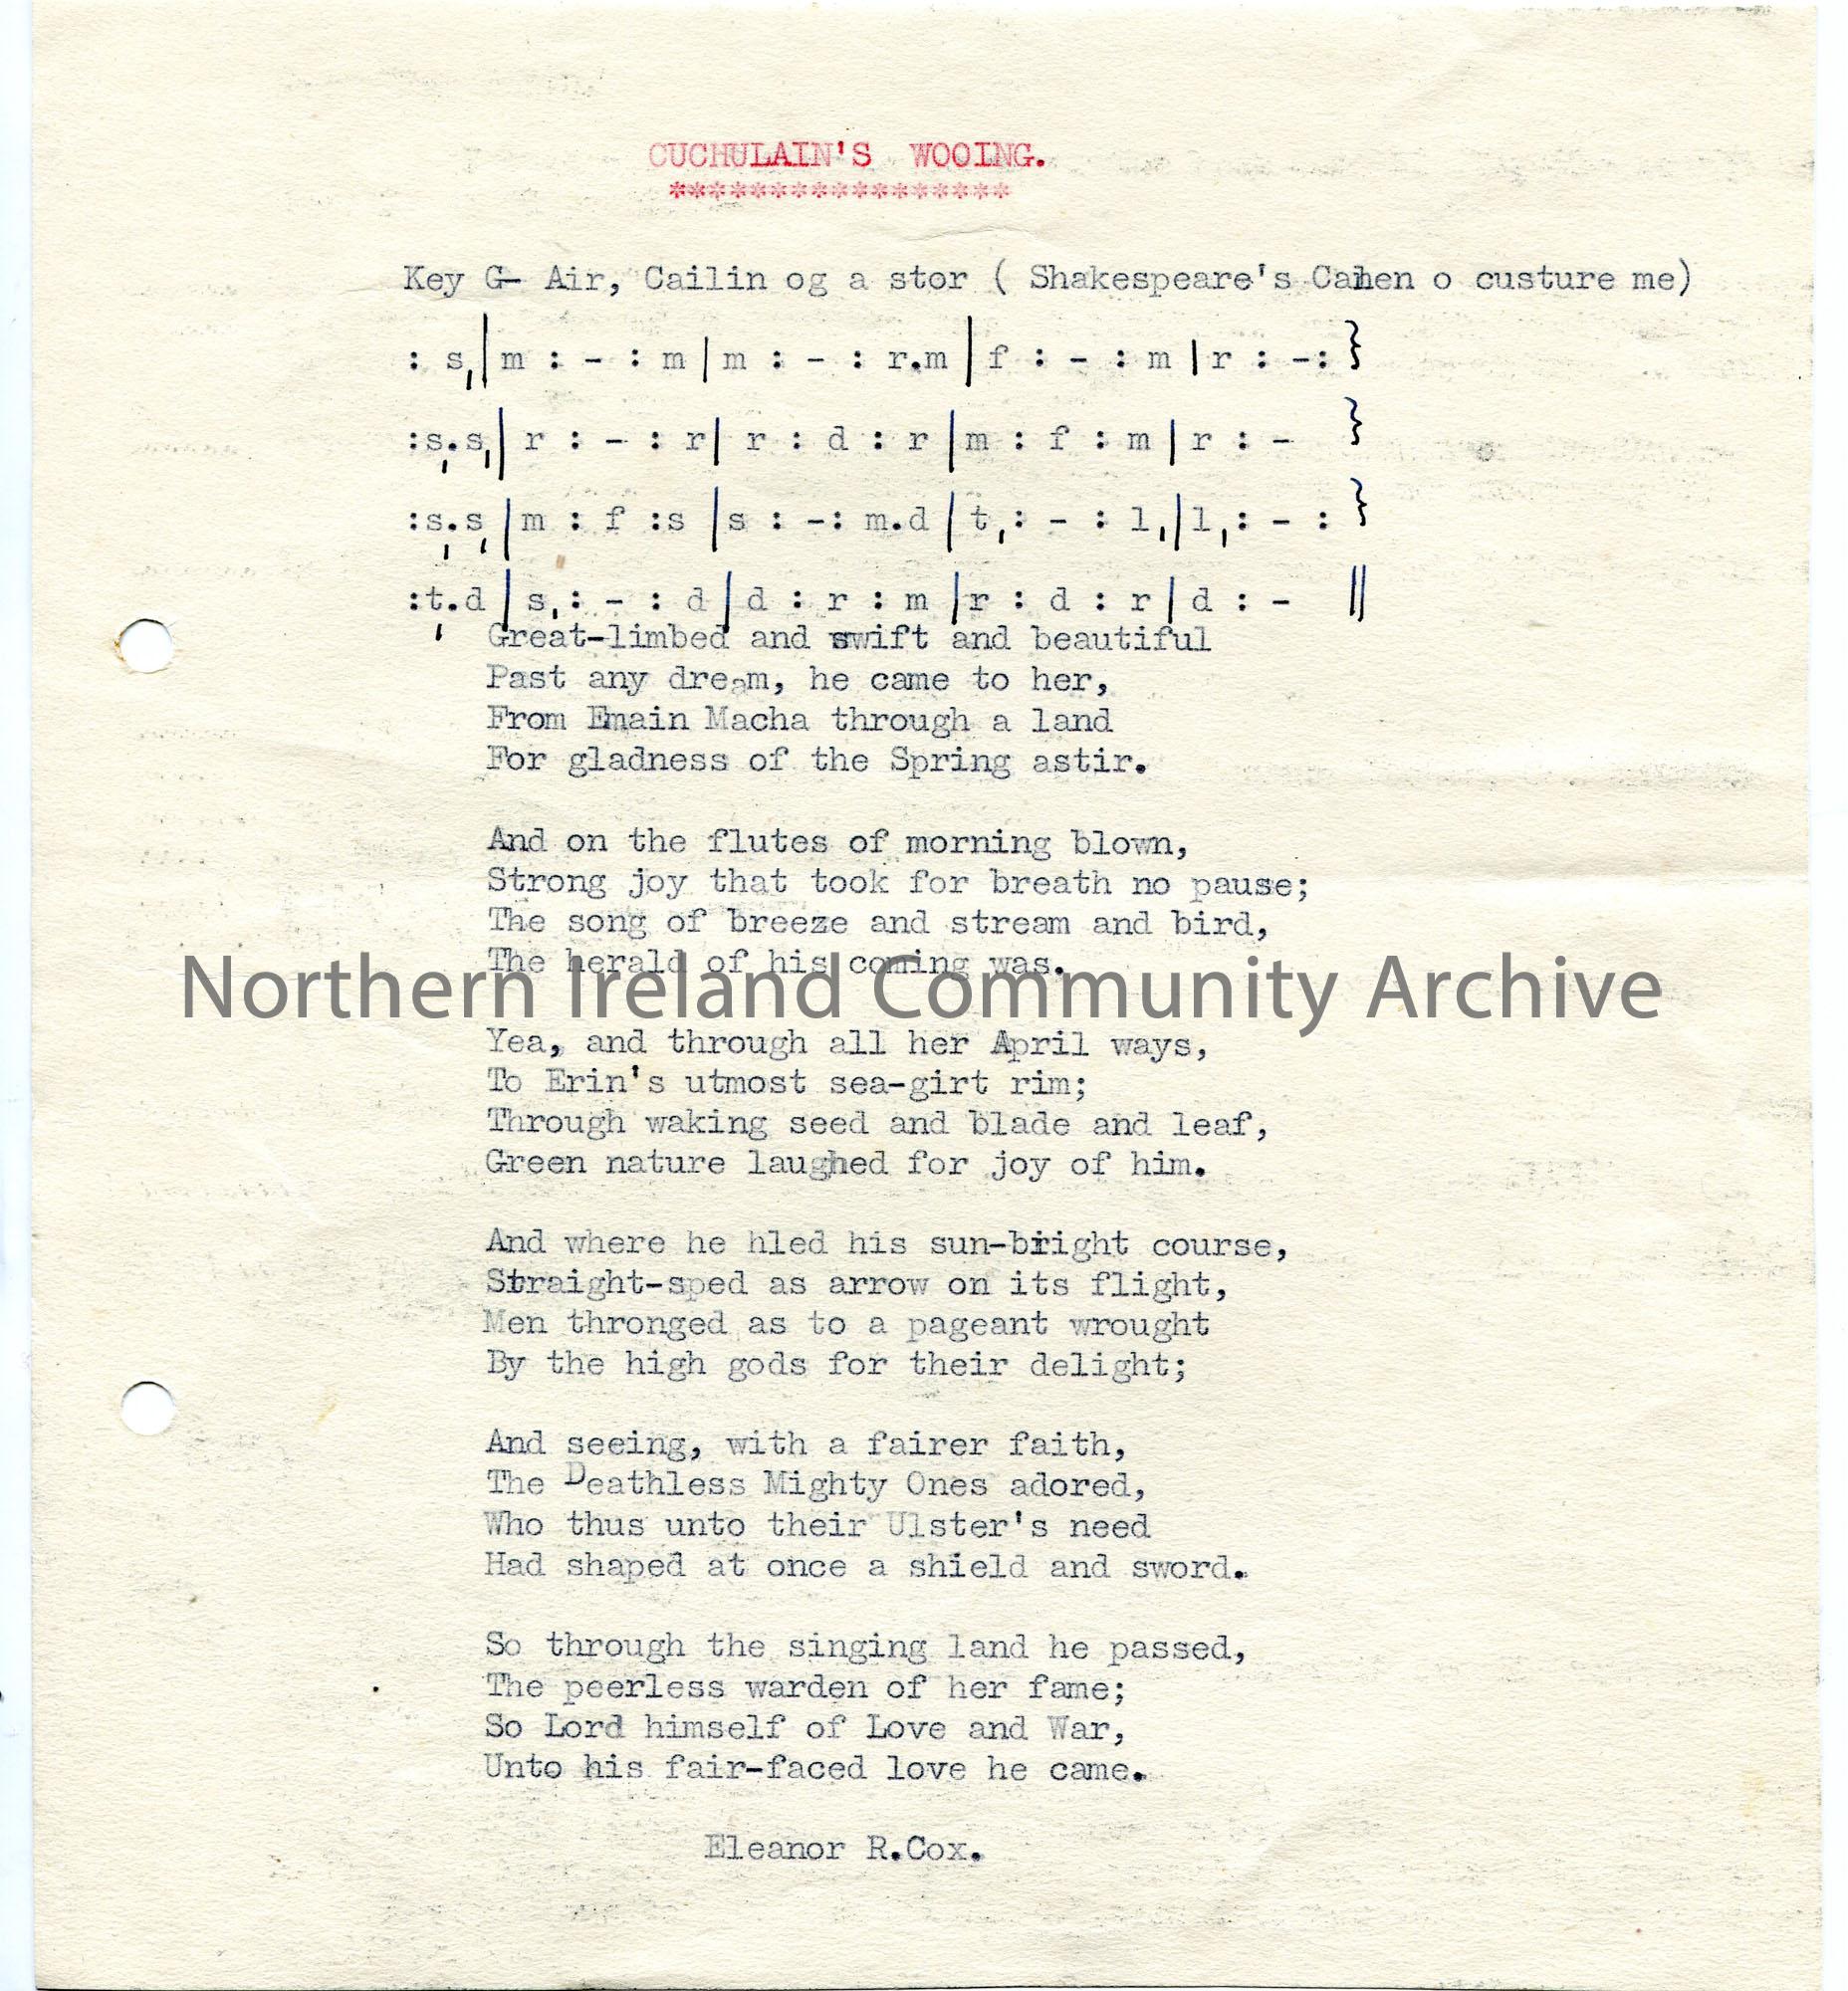 CUCHULAIN'S WOOING.
*****************
Key G- Air, Cailin og a stor ( Shakespeare's Calen o custure me)
: s,|m : - : m|m : - : r.m|f : - : m|r : -:}
:s,.s,| r : - : r| r : d : r|m : f : m|r : - }
:s,.s,|m : f :s|s : -: m.d|t,: - : l,|l,: - : }
:t,.d|s,: - : d|d : r : m|r : d : r|d : - ||
Great-limbed and swift and beautiful
Past any dream, he came to her,
From Emain Macha through a land
For gladness of the Spring astir.
And on the flutes of morning blown,
Strong joy that took for breath no pause;
The song of breeze and stream and bird,
The herald of his coming was.
Northern Ireland Community Archive
Yea, and through all her April ways,
To Erin's utmost sea-girt rim;
Through waking seed and blade and leaf,
Green nature laughed for joy of him.
And where he hled his sun-bright course,
Straight-sped as arrow on its flight,
Men thronged as to a pageant wrought
By the high gods for their delight;
And seeing, with a fairer faith,
The Deathless Mighty Ones adored,
Who thus unto their Ulster's need
Had shaped at once a shield and sword.
So through the singing land he passed,
The peerless warden of her fame;
So Lord himself of Love and War,
Unto his fair-faced love he came.
Eleanor R.Cox.